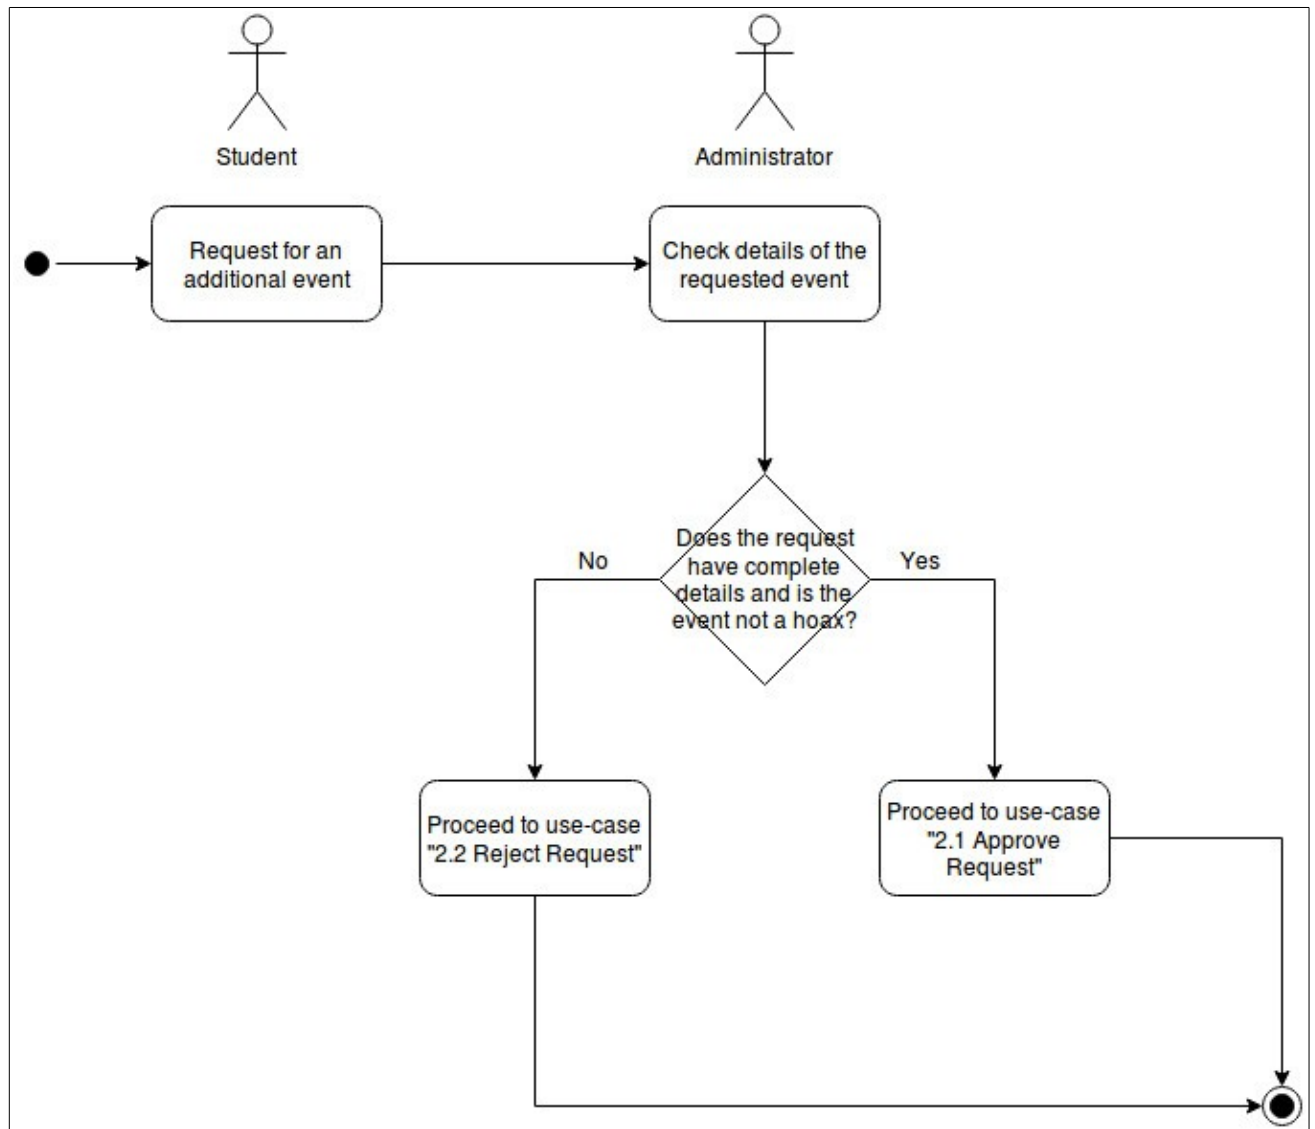 Student
Administrator
Request for an
additional event
Check details of the
requested event
Does the request
have complete
details and is the
event not a hoax?
No
Yes
Proceed to use-case
"2.2 Reject Request"
Proceed to use-case
"2.1 Approve
Request"